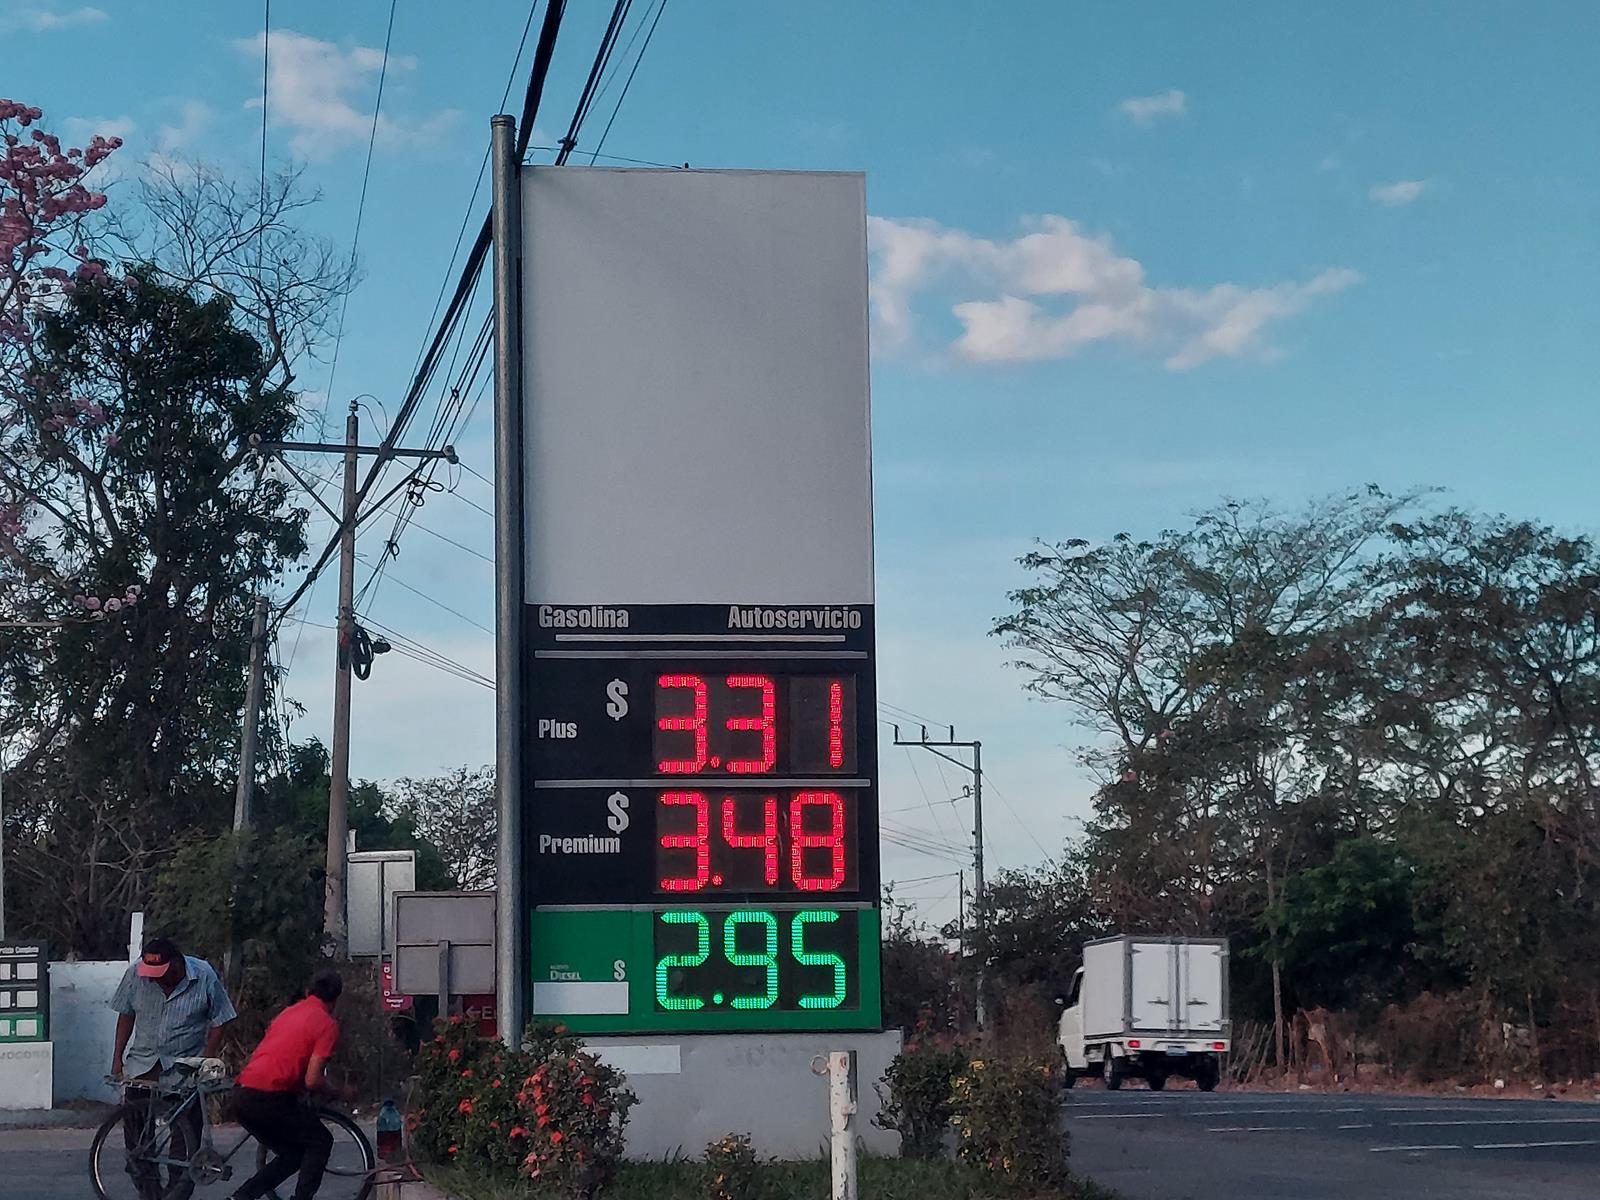 Gasolina Autoservicio
$ 3.31
Plus
$ 3.48
Premium
DIESEL $ 2.95